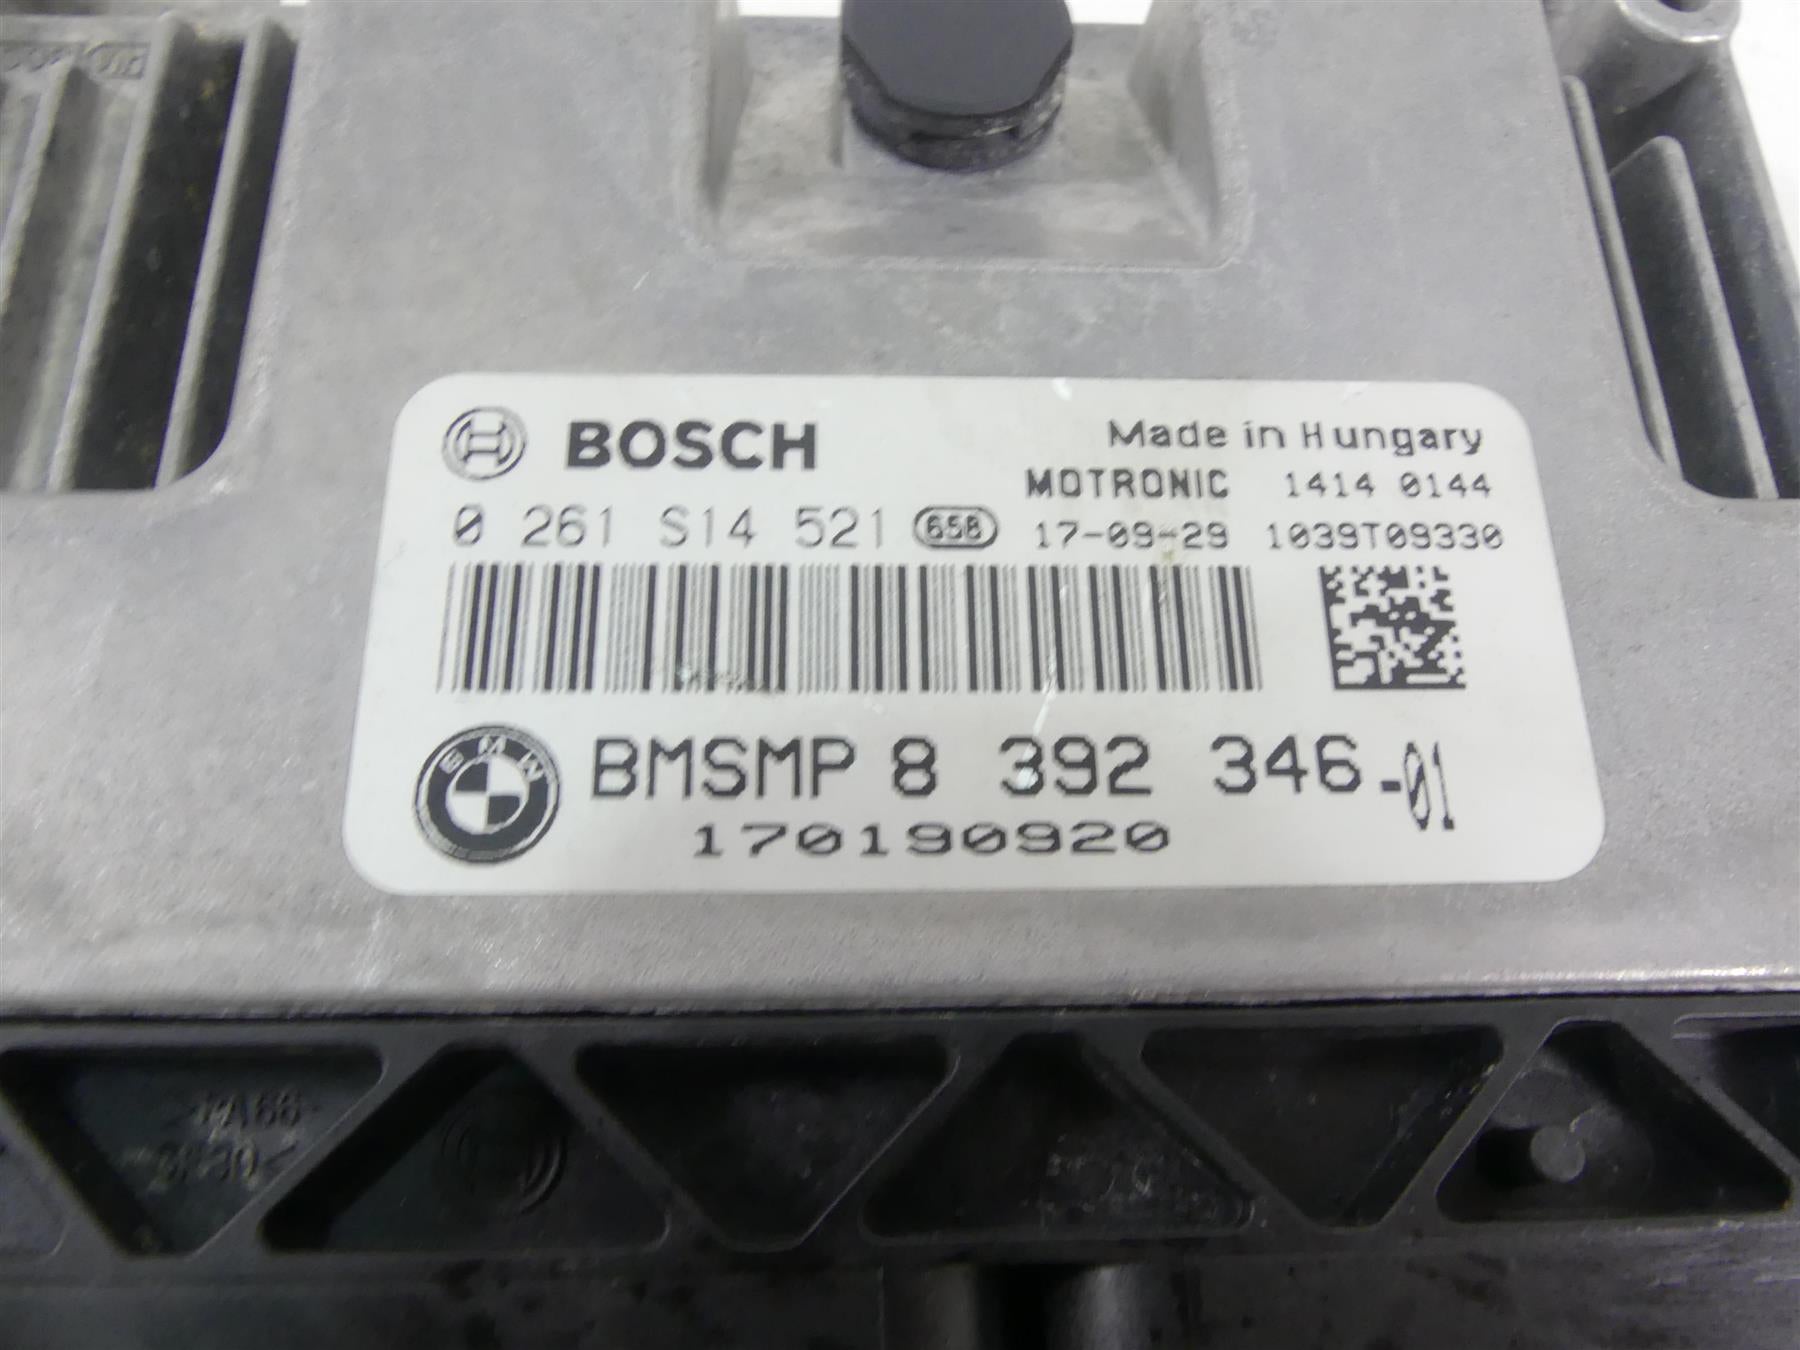 BOSCH
Made in Hungary
MOTRONIC 1414 0144
0 261 S14 521 658 17-09-29 1039T09330
BMW
BMSMP 8 392 346-01
170190920